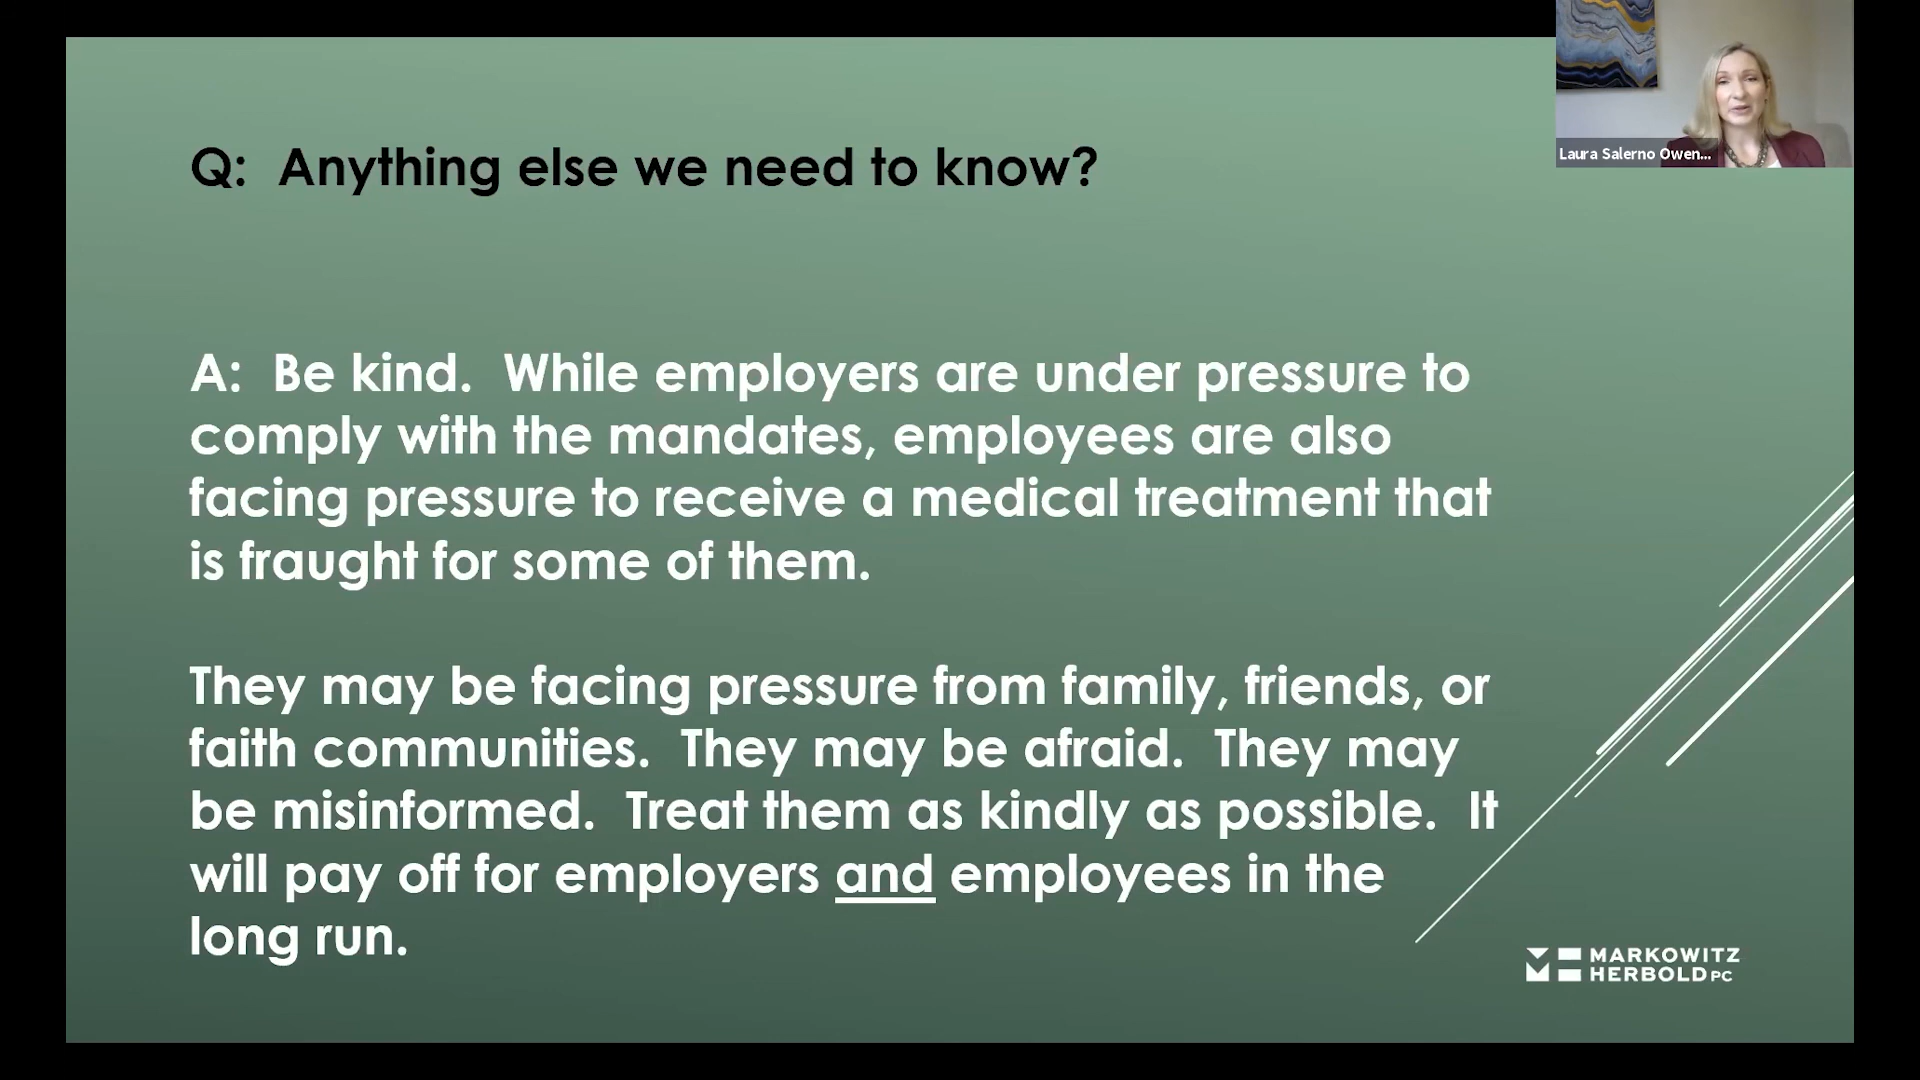 Laura Salerno Owen...
Q: Anything else we need to know?
A: Be kind. While employers are under pressure to
comply with the mandates, employees are also
facing pressure to receive a medical treatment that
is fraught for some of them.
They may be facing pressure from family, friends, or
faith communities. They may be afraid. They may
be misinformed. Treat them as kindly as possible. It
will pay off for employers and employees in the
long run.
MARKOWITZ
HERBOLD PC